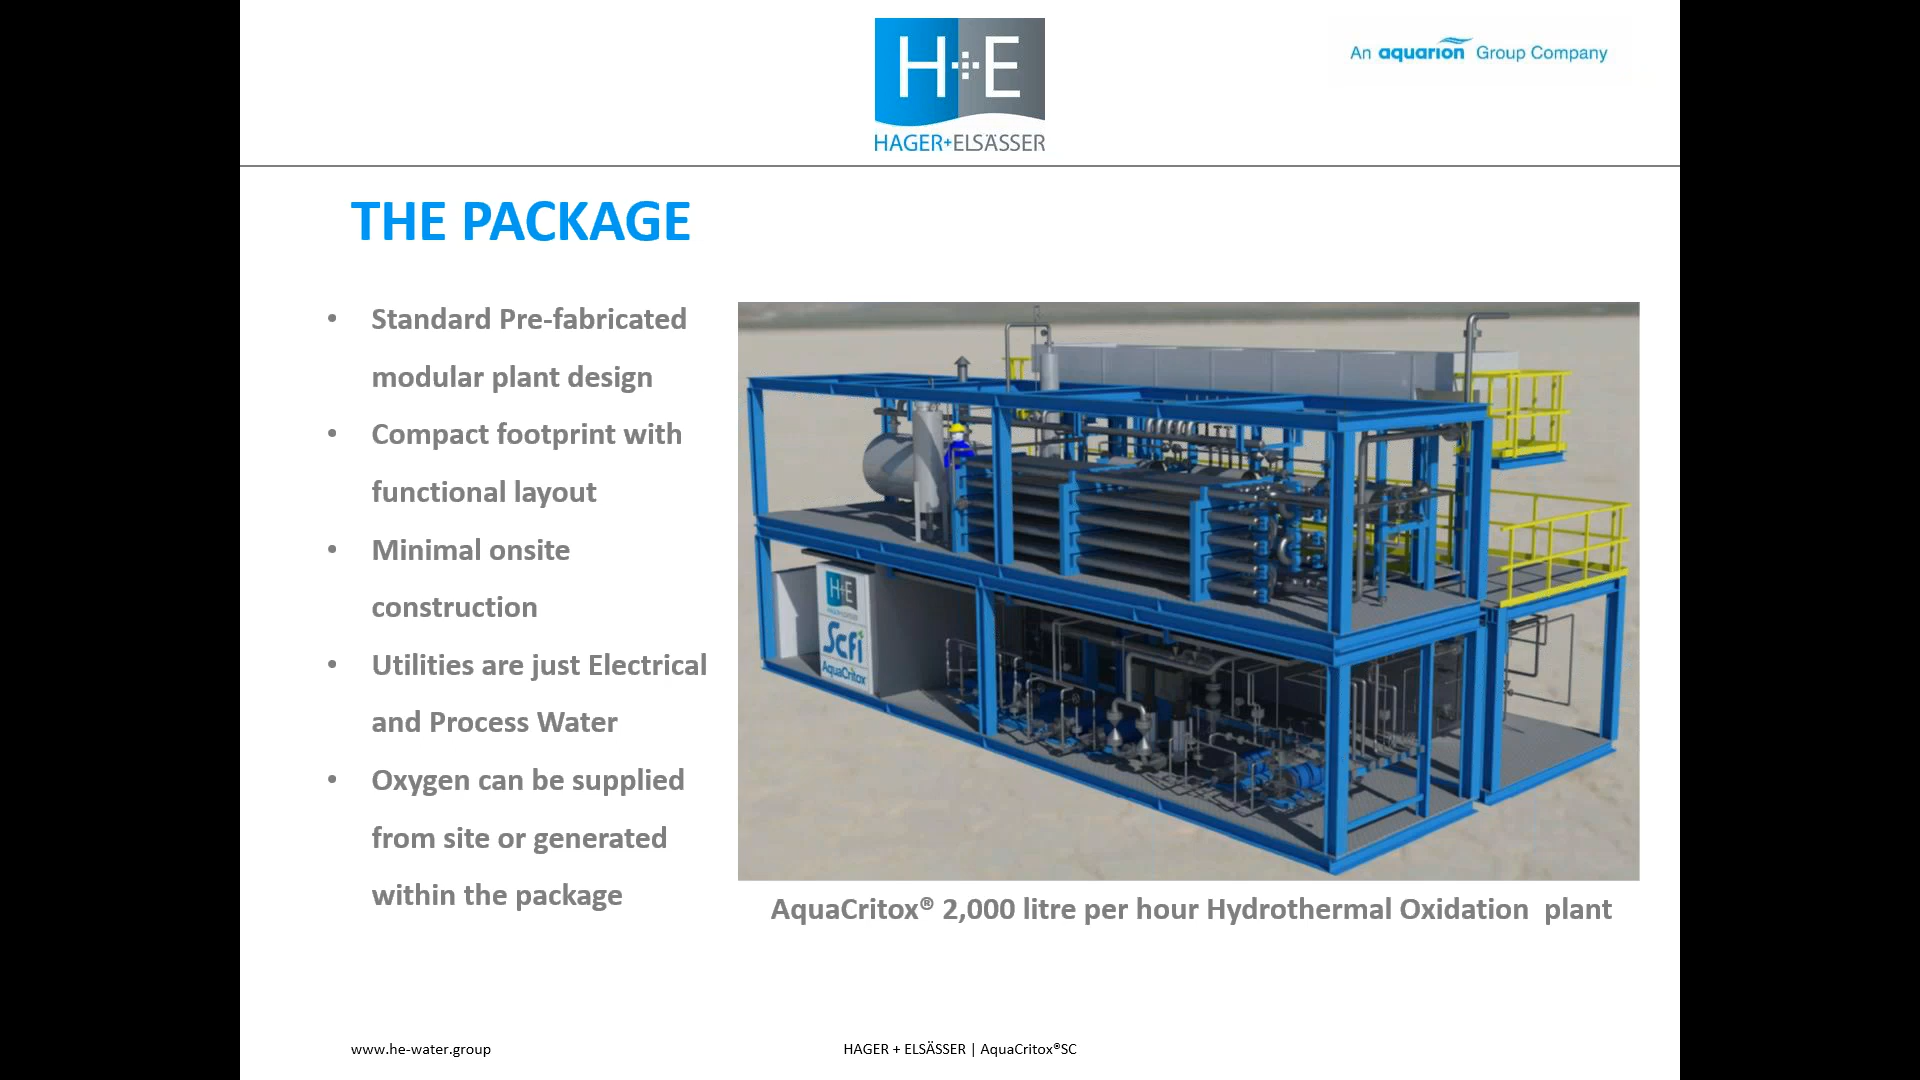 H+E
HAGER+ELSÄSSER
An aquarion Group Company
THE PACKAGE
• Standard Pre-fabricated
modular plant design
• Compact footprint with
functional layout
• Minimal onsite
construction
• Utilities are just Electrical
and Process Water
• Oxygen can be supplied
from site or generated
within the package
H+E
HAGER+ELSÄSSER
SCFI
AquaCritox
AquaCritox® 2,000 litre per hour Hydrothermal Oxidation plant
www.he-water.group
HAGER + ELSÄSSER | AquaCritox®SC